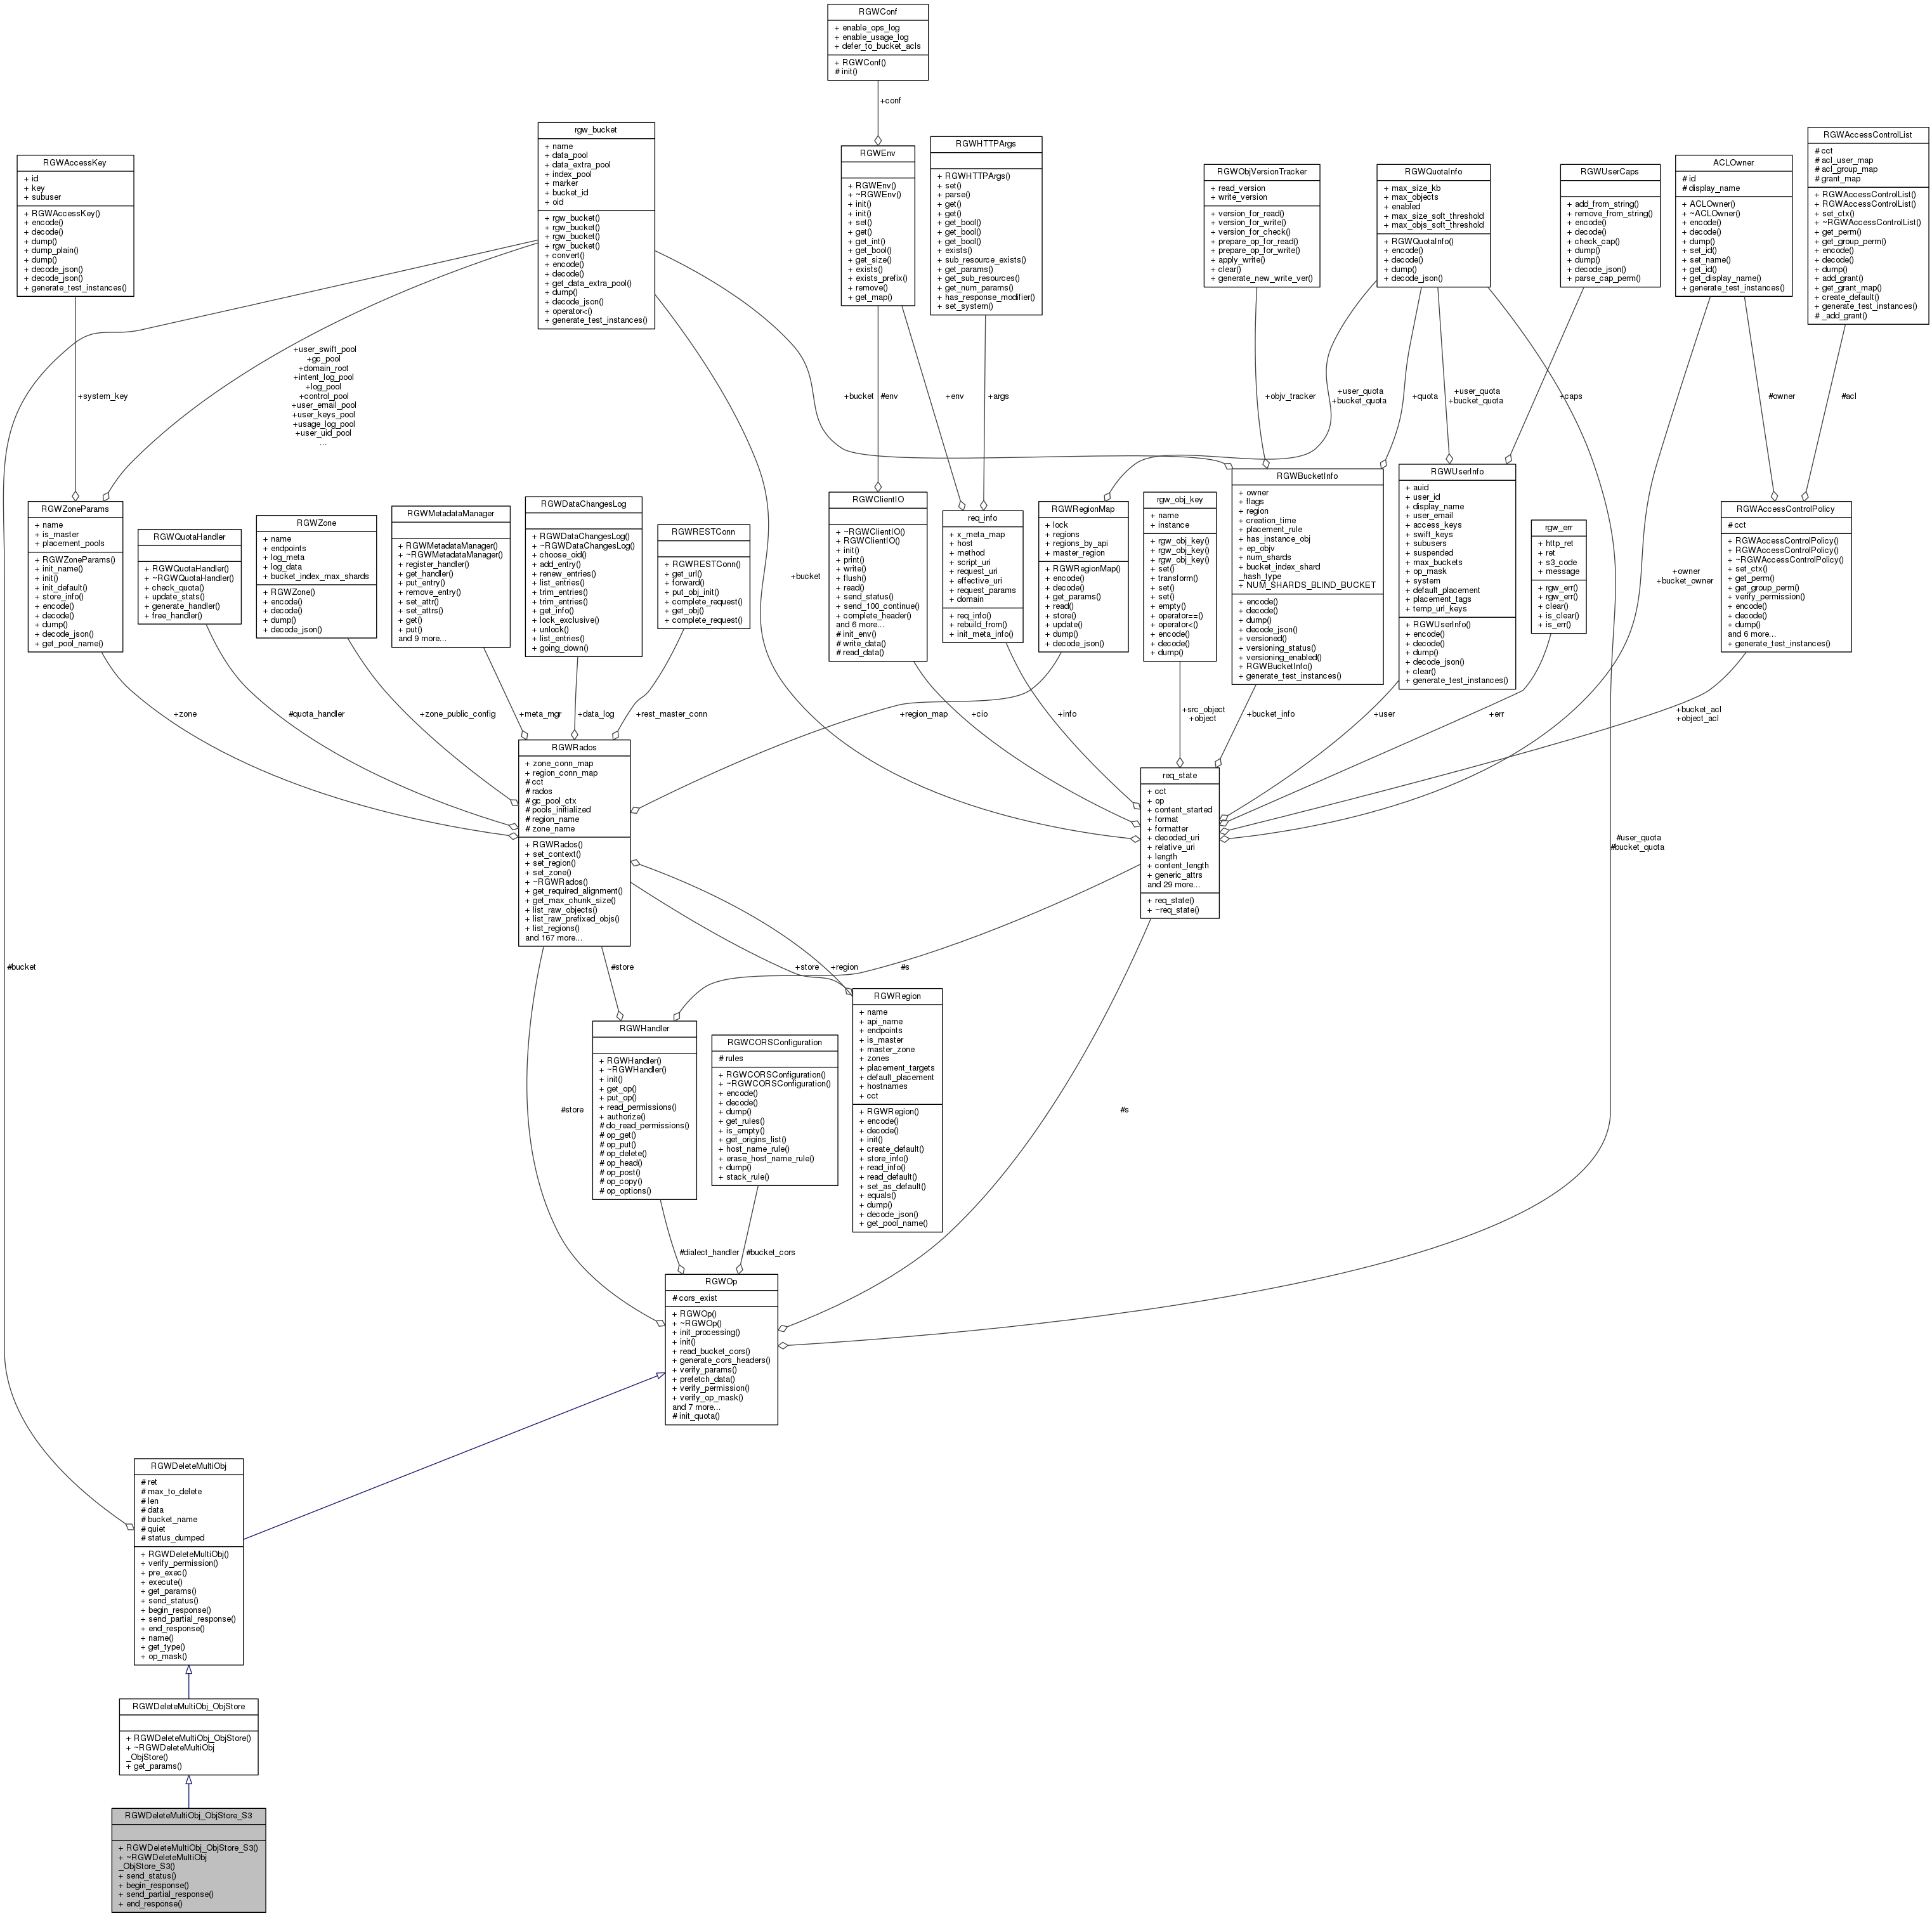 RGWConf
+ enable_ops_log
+ enable_usage_log
+ defer_to_bucket_acls
+ RGWConf()
# init()
+conf
RGWAccessKey
+ id
+ key
+ subuser
+ RGWAccessKey()
+ encode()
+ decode()
+ dump()
+ dump_plain()
+ dump()
+ decode_json()
+ decode_json()
+ generate_test_instances()
rgw_bucket
+ name
+ data_pool
+ data_extra_pool
+ index_pool
+ marker
+ bucket_id
+ oid
+ rgw_bucket()
+ rgw_bucket()
+ rgw_bucket()
+ rgw_bucket()
+ convert()
+ encode()
+ decode()
+ get_data_extra_pool()
+ dump()
+ decode_json()
+ operator<()
+ generate_test_instances()
RGWEnv
+ RGWEnv()
+ ~RGWEnv()
+ init()
+ init()
+ set()
+ get()
+ get_int()
+ get_bool()
+ get_size()
+ exists()
+ exists_prefix()
+ remove()
+ get_map()
RGWHTTPArgs
+ RGWHTTPArgs()
+ set()
+ parse()
+ get()
+ get()
+ get_bool()
+ get_bool()
+ get_bool()
+ exists()
+ sub_resource_exists()
+ get_params()
+ get_sub_resources()
+ get_num_params()
+ has_response_modifier()
+ set_system()
RGWObjVersionTracker
+ read_version
+ write_version
+ version_for_read()
+ version_for_write()
+ version_for_check()
+ prepare_op_for_read()
+ prepare_op_for_write()
+ apply_write()
+ clear()
+ generate_new_write_ver()
RGWQuotaInfo
+ max_size_kb
+ max_objects
+ enabled
+ max_size_soft_threshold
+ max_objs_soft_threshold
+ RGWQuotaInfo()
+ encode()
+ decode()
+ dump()
+ decode_json()
RGWUserCaps
+ add_from_string()
+ remove_from_string()
+ encode()
+ decode()
+ check_cap()
+ dump()
+ dump()
+ decode_json()
+ parse_cap_perm()
ACLOwner
# id
# display_name
+ ACLOwner()
+ ~ACLOwner()
+ encode()
+ decode()
+ dump()
+ set_id()
+ set_name()
+ get_id()
+ get_display_name()
+ generate_test_instances()
RGWAccessControlList
# cct
# acl_user_map
# acl_group_map
# grant_map
+ RGWAccessControlList()
+ RGWAccessControlList()
+ set_ctx()
+ ~RGWAccessControlList()
+ get_perm()
+ get_group_perm()
+ encode()
+ decode()
+ dump()
+ add_grant()
+ get_grant_map()
+ create_default()
+ generate_test_instances()
# _add_grant()
+system_key
+user_swift_pool
+gc_pool
+domain_root
+intent_log_pool
+log_pool
+control_pool
+user_email_pool
+user_keys_pool
+usage_log_pool
+user_uid_pool
...
+bucket
#env
+env
+args
+objv_tracker
+user_quota
+bucket_quota
+quota
+user_quota
+bucket_quota
+caps
#owner
#acl
RGWZoneParams
+ name
+ is_master
+ placement_pools
+ RGWZoneParams()
+ init_name()
+ init()
+ init_default()
+ store_info()
+ encode()
+ decode()
+ dump()
+ decode_json()
+ get_pool_name()
RGWQuotaHandler
+ RGWQuotaHandler()
+ ~RGWQuotaHandler()
+ check_quota()
+ update_stats()
+ generate_handler()
+ free_handler()
RGWZone
+ name
+ endpoints
+ log_meta
+ log_data
+ bucket_index_max_shards
+ RGWZone()
+ encode()
+ decode()
+ dump()
+ decode_json()
RGWMetadataManager
+ RGWMetadataManager()
+ ~RGWMetadataManager()
+ register_handler()
+ get_handler()
+ put_entry()
+ remove_entry()
+ set_attr()
+ set_attrs()
+ get()
+ put()
and 9 more...
RGWDataChangesLog
+ RGWDataChangesLog()
+ ~RGWDataChangesLog()
+ choose_oid()
+ add_entry()
+ renew_entries()
+ list_entries()
+ trim_entries()
+ trim_entries()
+ get_info()
+ lock_exclusive()
+ unlock()
+ list_entries()
+ going_down()
RGWRESTConn
+ RGWRESTConn()
+ get_url()
+ forward()
+ put_obj_init()
+ complete_request()
+ get_obj()
+ complete_request()
+bucket
RGWClientIO
+ ~RGWClientIO()
+ RGWClientIO()
+ init()
+ print()
+ write()
+ flush()
+ read()
+ send_status()
+ send_100_continue()
+ complete_header()
and 6 more...
# init_env()
# write_data()
# read_data()
req_info
+ x_meta_map
+ host
+ method
+ script_uri
+ request_uri
+ effective_uri
+ request_params
+ domain
+ req_info()
+ rebuild_from()
+ init_meta_info()
RGWRegionMap
+ lock
+ regions
+ regions_by_api
+ master_region
+ RGWRegionMap()
+ encode()
+ decode()
+ get_params()
+ read()
+ store()
+ update()
+ dump()
+ decode_json()
rgw_obj_key
+ name
+ instance
+ rgw_obj_key()
+ rgw_obj_key()
+ rgw_obj_key()
+ set()
+ transform()
+ set()
+ set()
+ set()
+ empty()
+ operator==()
+ operator<()
+ encode()
+ decode()
+ dump()
RGWBucketInfo
+ owner
+ flags
+ region
+ creation_time
+ placement_rule
+ has_instance_obj
+ ep_objv
+ num_shards
+ bucket_index_shard
_hash_type
+ NUM_SHARDS_BLIND_BUCKET
+ encode()
+ decode()
+ dump()
+ decode_json()
+ versioned()
+ versioning_status()
+ versioning_enabled()
+ RGWBucketInfo()
+ generate_test_instances()
RGWUserInfo
+ auid
+ user_id
+ display_name
+ user_email
+ access_keys
+ swift_keys
+ subusers
+ suspended
+ max_buckets
+ op_mask
+ system
+ default_placement
+ placement_tags
+ temp_url_keys
+ RGWUserInfo()
+ encode()
+ decode()
+ dump()
+ decode_json()
+ clear()
+ generate_test_instances()
rgw_err
+ http_ret
+ ret
+ s3_code
+ message
+ rgw_err()
+ rgw_err()
+ clear()
+ is_clear()
+ is_err()
+owner
+bucket_owner
RGWAccessControlPolicy
# cct
+ RGWAccessControlPolicy()
+ RGWAccessControlPolicy()
+ ~RGWAccessControlPolicy()
+ set_ctx()
+ get_perm()
+ get_group_perm()
+ verify_permission()
+ encode()
+ decode()
+ dump()
and 6 more...
+ generate_test_instances()
+zone
#quota_handler
+zone_public_config
+meta_mgr
+data_log
+rest_master_conn
+region_map
+cio
+info
+src_object
+object
+bucket_info
+user
+err
+bucket_acl
+object_acl
RGWRados
+ zone_conn_map
+ region_conn_map
# cct
# rados
# gc_pool_ctx
# pools_initialized
# region_name
# zone_name
+ RGWRados()
+ set_context()
+ set_region()
+ set_zone()
+ ~RGWRados()
+ get_required_alignment()
+ get_max_chunk_size()
+ list_raw_objects()
+ list_raw_prefixed_objs()
+ list_regions()
and 167 more...
req_state
+ cct
+ op
+ content_started
+ format
+ formatter
+ decoded_uri
+ relative_uri
+ length
+ content_length
+ generic_attrs
and 29 more...
+ req_state()
+ ~req_state()
#user_quota
#bucket_quota
#bucket
#store
+store
+region
#s
RGWHandler
+ RGWHandler()
+ ~RGWHandler()
+ init()
+ get_op()
+ put_op()
+ read_permissions()
+ authorize()
# do_read_permissions()
# op_get()
# op_put()
# op_delete()
# op_head()
# op_post()
# op_copy()
# op_options()
RGWCORSConfiguration
# rules
+ RGWCORSConfiguration()
+ ~RGWCORSConfiguration()
+ encode()
+ decode()
+ dump()
+ get_rules()
+ is_empty()
+ get_origins_list()
+ host_name_rule()
+ erase_host_name_rule()
+ dump()
+ stack_rule()
RGWRegion
+ name
+ api_name
+ endpoints
+ is_master
+ master_zone
+ zones
+ placement_targets
+ default_placement
+ hostnames
+ cct
+ RGWRegion()
+ encode()
+ decode()
+ init()
+ create_default()
+ store_info()
+ read_info()
+ read_default()
+ set_as_default()
+ equals()
+ dump()
+ decode_json()
+ get_pool_name()
#store
#s
#dialect_handler
#bucket_cors
RGWOp
# cors_exist
+ RGWOp()
+ ~RGWOp()
+ init_processing()
+ init()
+ read_bucket_cors()
+ generate_cors_headers()
+ verify_params()
+ prefetch_data()
+ verify_permission()
+ verify_op_mask()
and 7 more...
# init_quota()
RGWDeleteMultiObj
# ret
# max_to_delete
# len
# data
# bucket_name
# quiet
# status_dumped
+ RGWDeleteMultiObj()
+ verify_permission()
+ pre_exec()
+ execute()
+ get_params()
+ send_status()
+ begin_response()
+ send_partial_response()
+ end_response()
+ name()
+ get_type()
+ op_mask()
RGWDeleteMultiObj_ObjStore
+ RGWDeleteMultiObj_ObjStore()
+ ~RGWDeleteMultiObj
_ObjStore()
+ get_params()
RGWDeleteMultiObj_ObjStore_S3
+ RGWDeleteMultiObj_ObjStore_S3()
+ ~RGWDeleteMultiObj
_ObjStore_S3()
+ send_status()
+ begin_response()
+ send_partial_response()
+ end_response()